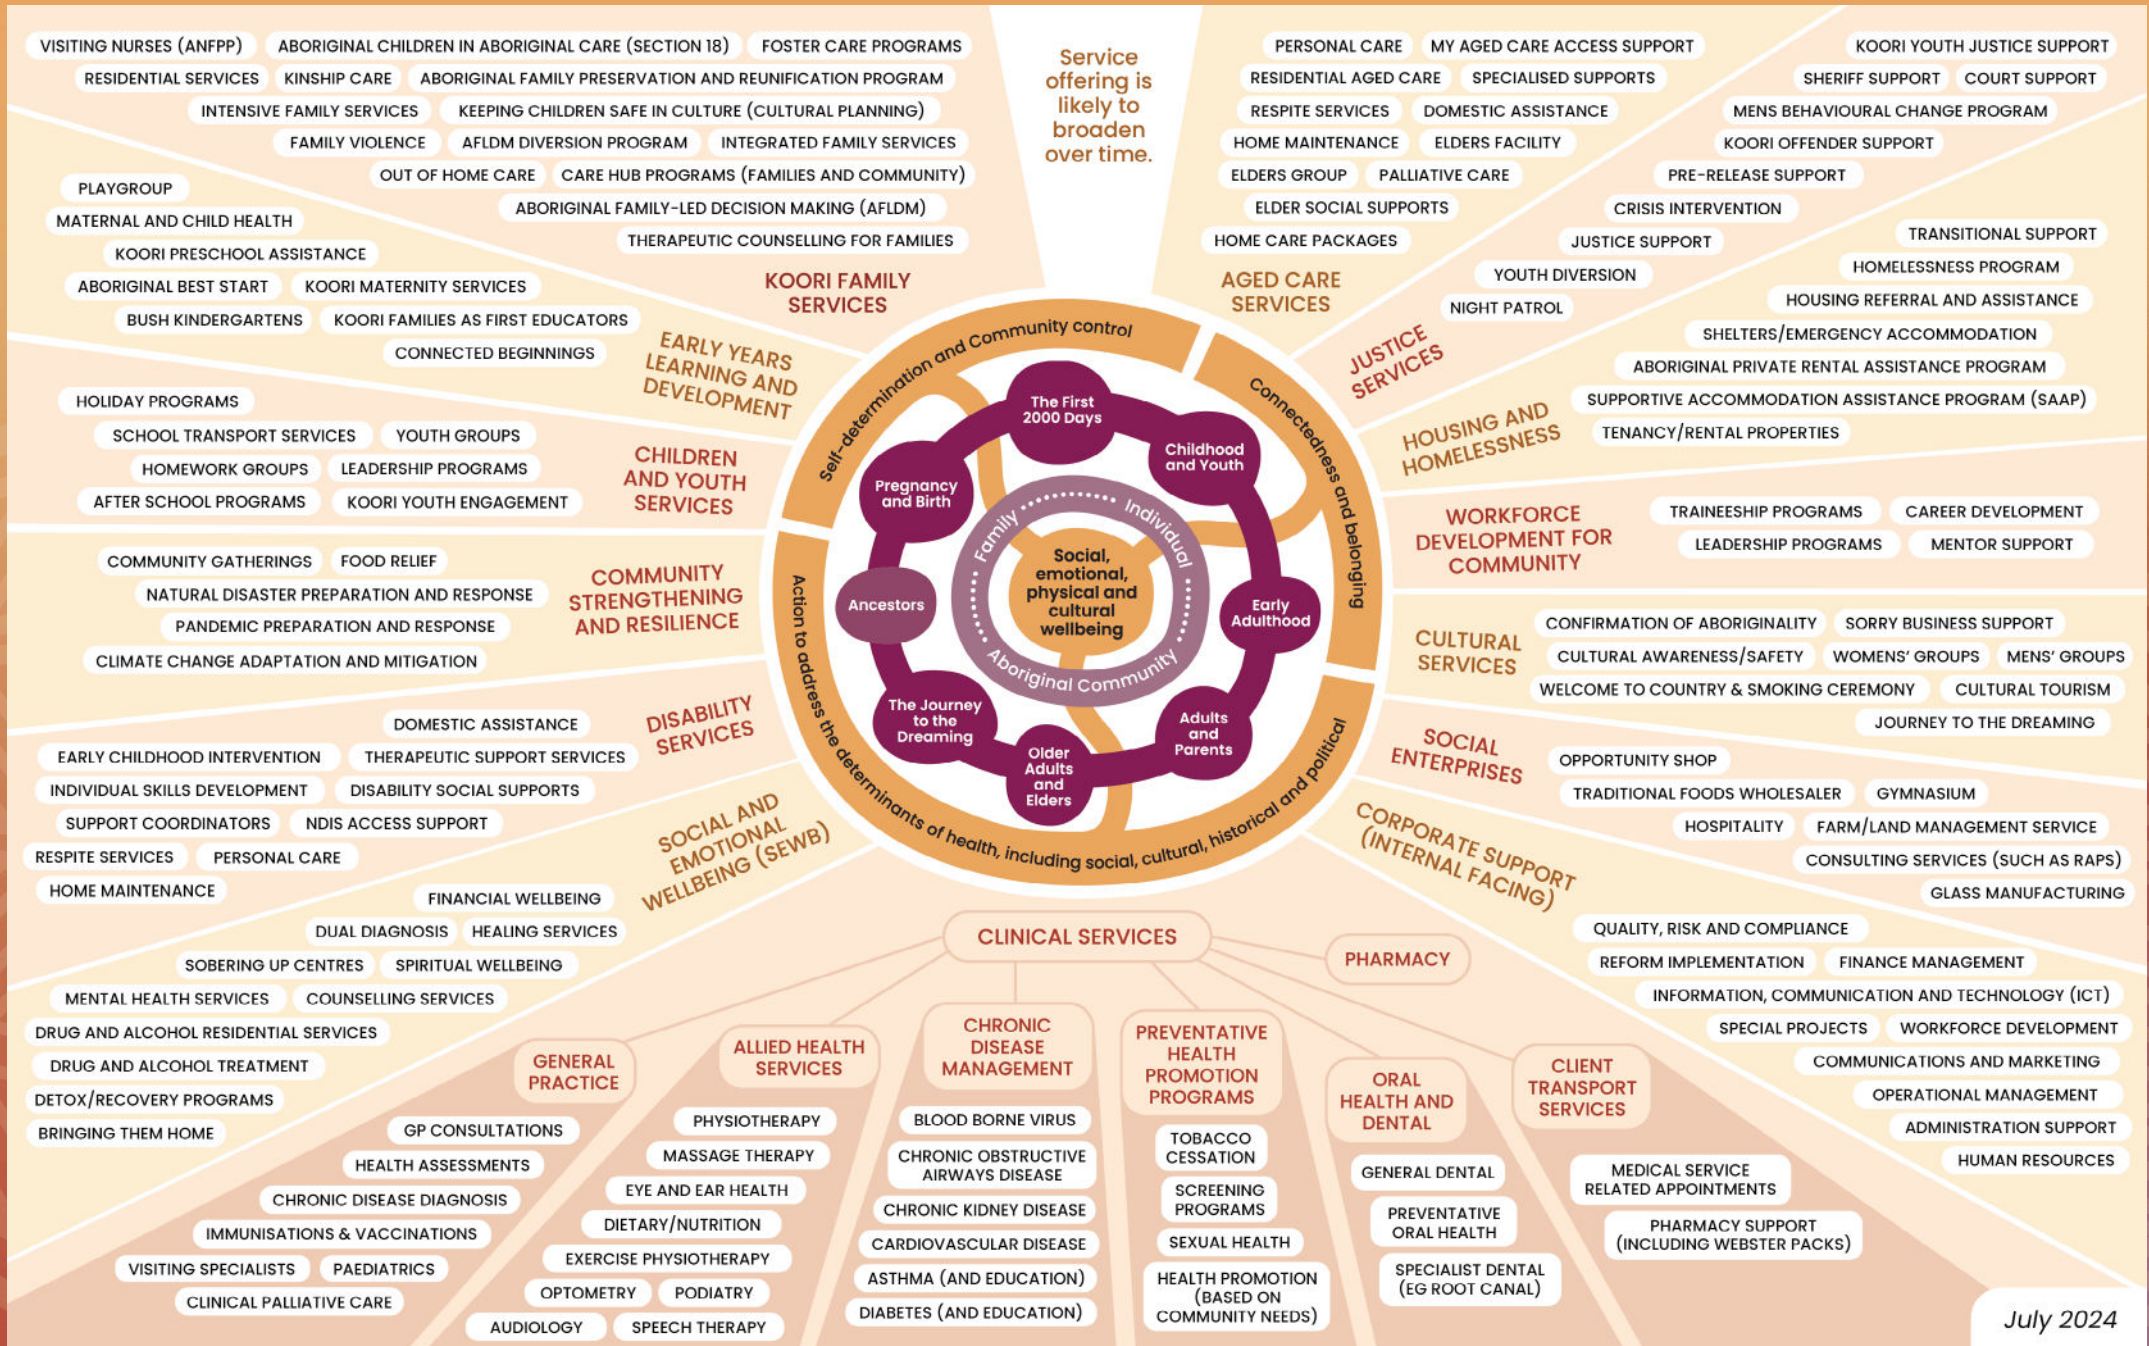 VISITING NURSES (ANFPP)
ABORIGINAL CHILDREN IN ABORIGINAL CARE (SECTION 18)
FOSTER CARE PROGRAMS
RESIDENTIAL SERVICES
KINSHIP CARE
ABORIGINAL FAMILY PRESERVATION AND REUNIFICATION PROGRAM
INTENSIVE FAMILY SERVICES
KEEPING CHILDREN SAFE IN CULTURE (CULTURAL PLANNING)
FAMILY VIOLENCE
AFLDM DIVERSION PROGRAM
INTEGRATED FAMILY SERVICES
OUT OF HOME CARE
CARE HUB PROGRAMS (FAMILIES AND COMMUNITY)
ABORIGINAL FAMILY-LED DECISION MAKING (AFLDM)
THERAPEUTIC COUNSELLING FOR FAMILIES
KOORI FAMILY
SERVICES
Service
offering is
likely to
broaden
over time.
PERSONAL CARE
MY AGED CARE ACCESS SUPPORT
RESIDENTIAL AGED CARE
SPECIALISED SUPPORTS
RESPITE SERVICES
DOMESTIC ASSISTANCE
HOME MAINTENANCE
ELDERS FACILITY
ELDERS GROUP
PALLIATIVE CARE
ELDER SOCIAL SUPPORTS
HOME CARE PACKAGES
AGED CARE
SERVICES
KOORI YOUTH JUSTICE SUPPORT
SHERIFF SUPPORT
COURT SUPPORT
MENS BEHAVIOURAL CHANGE PROGRAM
KOORI OFFENDER SUPPORT
PRE-RELEASE SUPPORT
CRISIS INTERVENTION
JUSTICE SUPPORT
YOUTH DIVERSION
NIGHT PATROL
JUSTICE
SERVICES
TRANSITIONAL SUPPORT
HOMELESSNESS PROGRAM
HOUSING REFERRAL AND ASSISTANCE
SHELTERS/EMERGENCY ACCOMMODATION
ABORIGINAL PRIVATE RENTAL ASSISTANCE PROGRAM
SUPPORTIVE ACCOMMODATION ASSISTANCE PROGRAM (SAAP)
TENANCY/RENTAL PROPERTIES
HOUSING AND
HOMELESSNESS
PLAYGROUP
MATERNAL AND CHILD HEALTH
KOORI PRESCHOOL ASSISTANCE
ABORIGINAL BEST START
KOORI MATERNITY SERVICES
BUSH KINDERGARTENS
KOORI FAMILIES AS FIRST EDUCATORS
CONNECTED BEGINNINGS
EARLY YEARS
LEARNING AND
DEVELOPMENT
HOLIDAY PROGRAMS
SCHOOL TRANSPORT SERVICES
YOUTH GROUPS
HOMEWORK GROUPS
LEADERSHIP PROGRAMS
AFTER SCHOOL PROGRAMS
KOORI YOUTH ENGAGEMENT
CHILDREN
AND YOUTH
SERVICES
COMMUNITY GATHERINGS
FOOD RELIEF
NATURAL DISASTER PREPARATION AND RESPONSE
PANDEMIC PREPARATION AND RESPONSE
CLIMATE CHANGE ADAPTATION AND MITIGATION
COMMUNITY
STRENGTHENING
AND RESILIENCE
DOMESTIC ASSISTANCE
EARLY CHILDHOOD INTERVENTION
THERAPEUTIC SUPPORT SERVICES
INDIVIDUAL SKILLS DEVELOPMENT
DISABILITY SOCIAL SUPPORTS
SUPPORT COORDINATORS
NDIS ACCESS SUPPORT
RESPITE SERVICES
PERSONAL CARE
HOME MAINTENANCE
DISABILITY
SERVICES
FINANCIAL WELLBEING
DUAL DIAGNOSIS
HEALING SERVICES
SOBERING UP CENTRES
SPIRITUAL WELLBEING
MENTAL HEALTH SERVICES
COUNSELLING SERVICES
DRUG AND ALCOHOL RESIDENTIAL SERVICES
DRUG AND ALCOHOL TREATMENT
DETOX/RECOVERY PROGRAMS
BRINGING THEM HOME
SOCIAL AND
EMOTIONAL
WELLBEING (SEWB)
Self-determination and Community control
Connectedness and belonging
Action to address the determinants of health, including social, cultural, historical and political
The First
2000 Days
Childhood
and Youth
Early
Adulthood
Adults
and
Parents
Older
Adults
and
Elders
The Journey
to the
Dreaming
Ancestors
Pregnancy
and Birth
Family
Individual
Aboriginal Community
Social,
emotional,
physical and
cultural
wellbeing
WORKFORCE
DEVELOPMENT FOR
COMMUNITY
TRAINEESHIP PROGRAMS
CAREER DEVELOPMENT
LEADERSHIP PROGRAMS
MENTOR SUPPORT
CULTURAL
SERVICES
CONFIRMATION OF ABORIGINALITY
SORRY BUSINESS SUPPORT
CULTURAL AWARENESS/SAFETY
WOMENS' GROUPS
MENS' GROUPS
WELCOME TO COUNTRY & SMOKING CEREMONY
CULTURAL TOURISM
JOURNEY TO THE DREAMING
SOCIAL
ENTERPRISES
OPPORTUNITY SHOP
TRADITIONAL FOODS WHOLESALER
GYMNASIUM
HOSPITALITY
FARM/LAND MANAGEMENT SERVICE
CONSULTING SERVICES (SUCH AS RAPS)
GLASS MANUFACTURING
CORPORATE SUPPORT
(INTERNAL FACING)
QUALITY, RISK AND COMPLIANCE
REFORM IMPLEMENTATION
FINANCE MANAGEMENT
INFORMATION, COMMUNICATION AND TECHNOLOGY (ICT)
SPECIAL PROJECTS
WORKFORCE DEVELOPMENT
COMMUNICATIONS AND MARKETING
OPERATIONAL MANAGEMENT
ADMINISTRATION SUPPORT
HUMAN RESOURCES
CLINICAL SERVICES
PHARMACY
GENERAL
PRACTICE
GP CONSULTATIONS
HEALTH ASSESSMENTS
CHRONIC DISEASE DIAGNOSIS
IMMUNISATIONS & VACCINATIONS
VISITING SPECIALISTS
PAEDIATRICS
CLINICAL PALLIATIVE CARE
ALLIED HEALTH
SERVICES
PHYSIOTHERAPY
MASSAGE THERAPY
EYE AND EAR HEALTH
DIETARY/NUTRITION
EXERCISE PHYSIOTHERAPY
OPTOMETRY
PODIATRY
AUDIOLOGY
SPEECH THERAPY
CHRONIC
DISEASE
MANAGEMENT
BLOOD BORNE VIRUS
CHRONIC OBSTRUCTIVE
AIRWAYS DISEASE
CHRONIC KIDNEY DISEASE
CARDIOVASCULAR DISEASE
ASTHMA (AND EDUCATION)
DIABETES (AND EDUCATION)
PREVENTATIVE
HEALTH
PROMOTION
PROGRAMS
TOBACCO
CESSATION
SCREENING
PROGRAMS
SEXUAL HEALTH
HEALTH PROMOTION
(BASED ON
COMMUNITY NEEDS)
ORAL
HEALTH AND
DENTAL
GENERAL DENTAL
PREVENTATIVE
ORAL HEALTH
SPECIALIST DENTAL
(EG ROOT CANAL)
CLIENT
TRANSPORT
SERVICES
MEDICAL SERVICE
RELATED APPOINTMENTS
PHARMACY SUPPORT
(INCLUDING WEBSTER PACKS)
July 2024